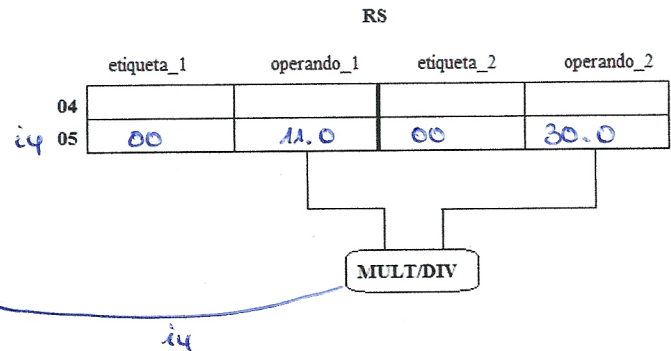 RS
etiqueta_1 operando_1 etiqueta_2 operando_2
04
i4 05 00 11.0 00 30.0
MULT/DIV
i4